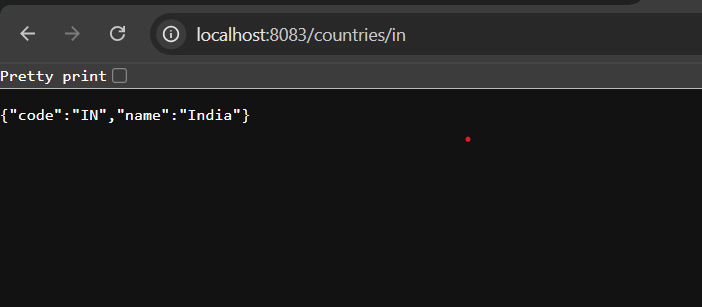 localhost:8083/countries/in
Pretty print
{"code":"IN","name":"India"}